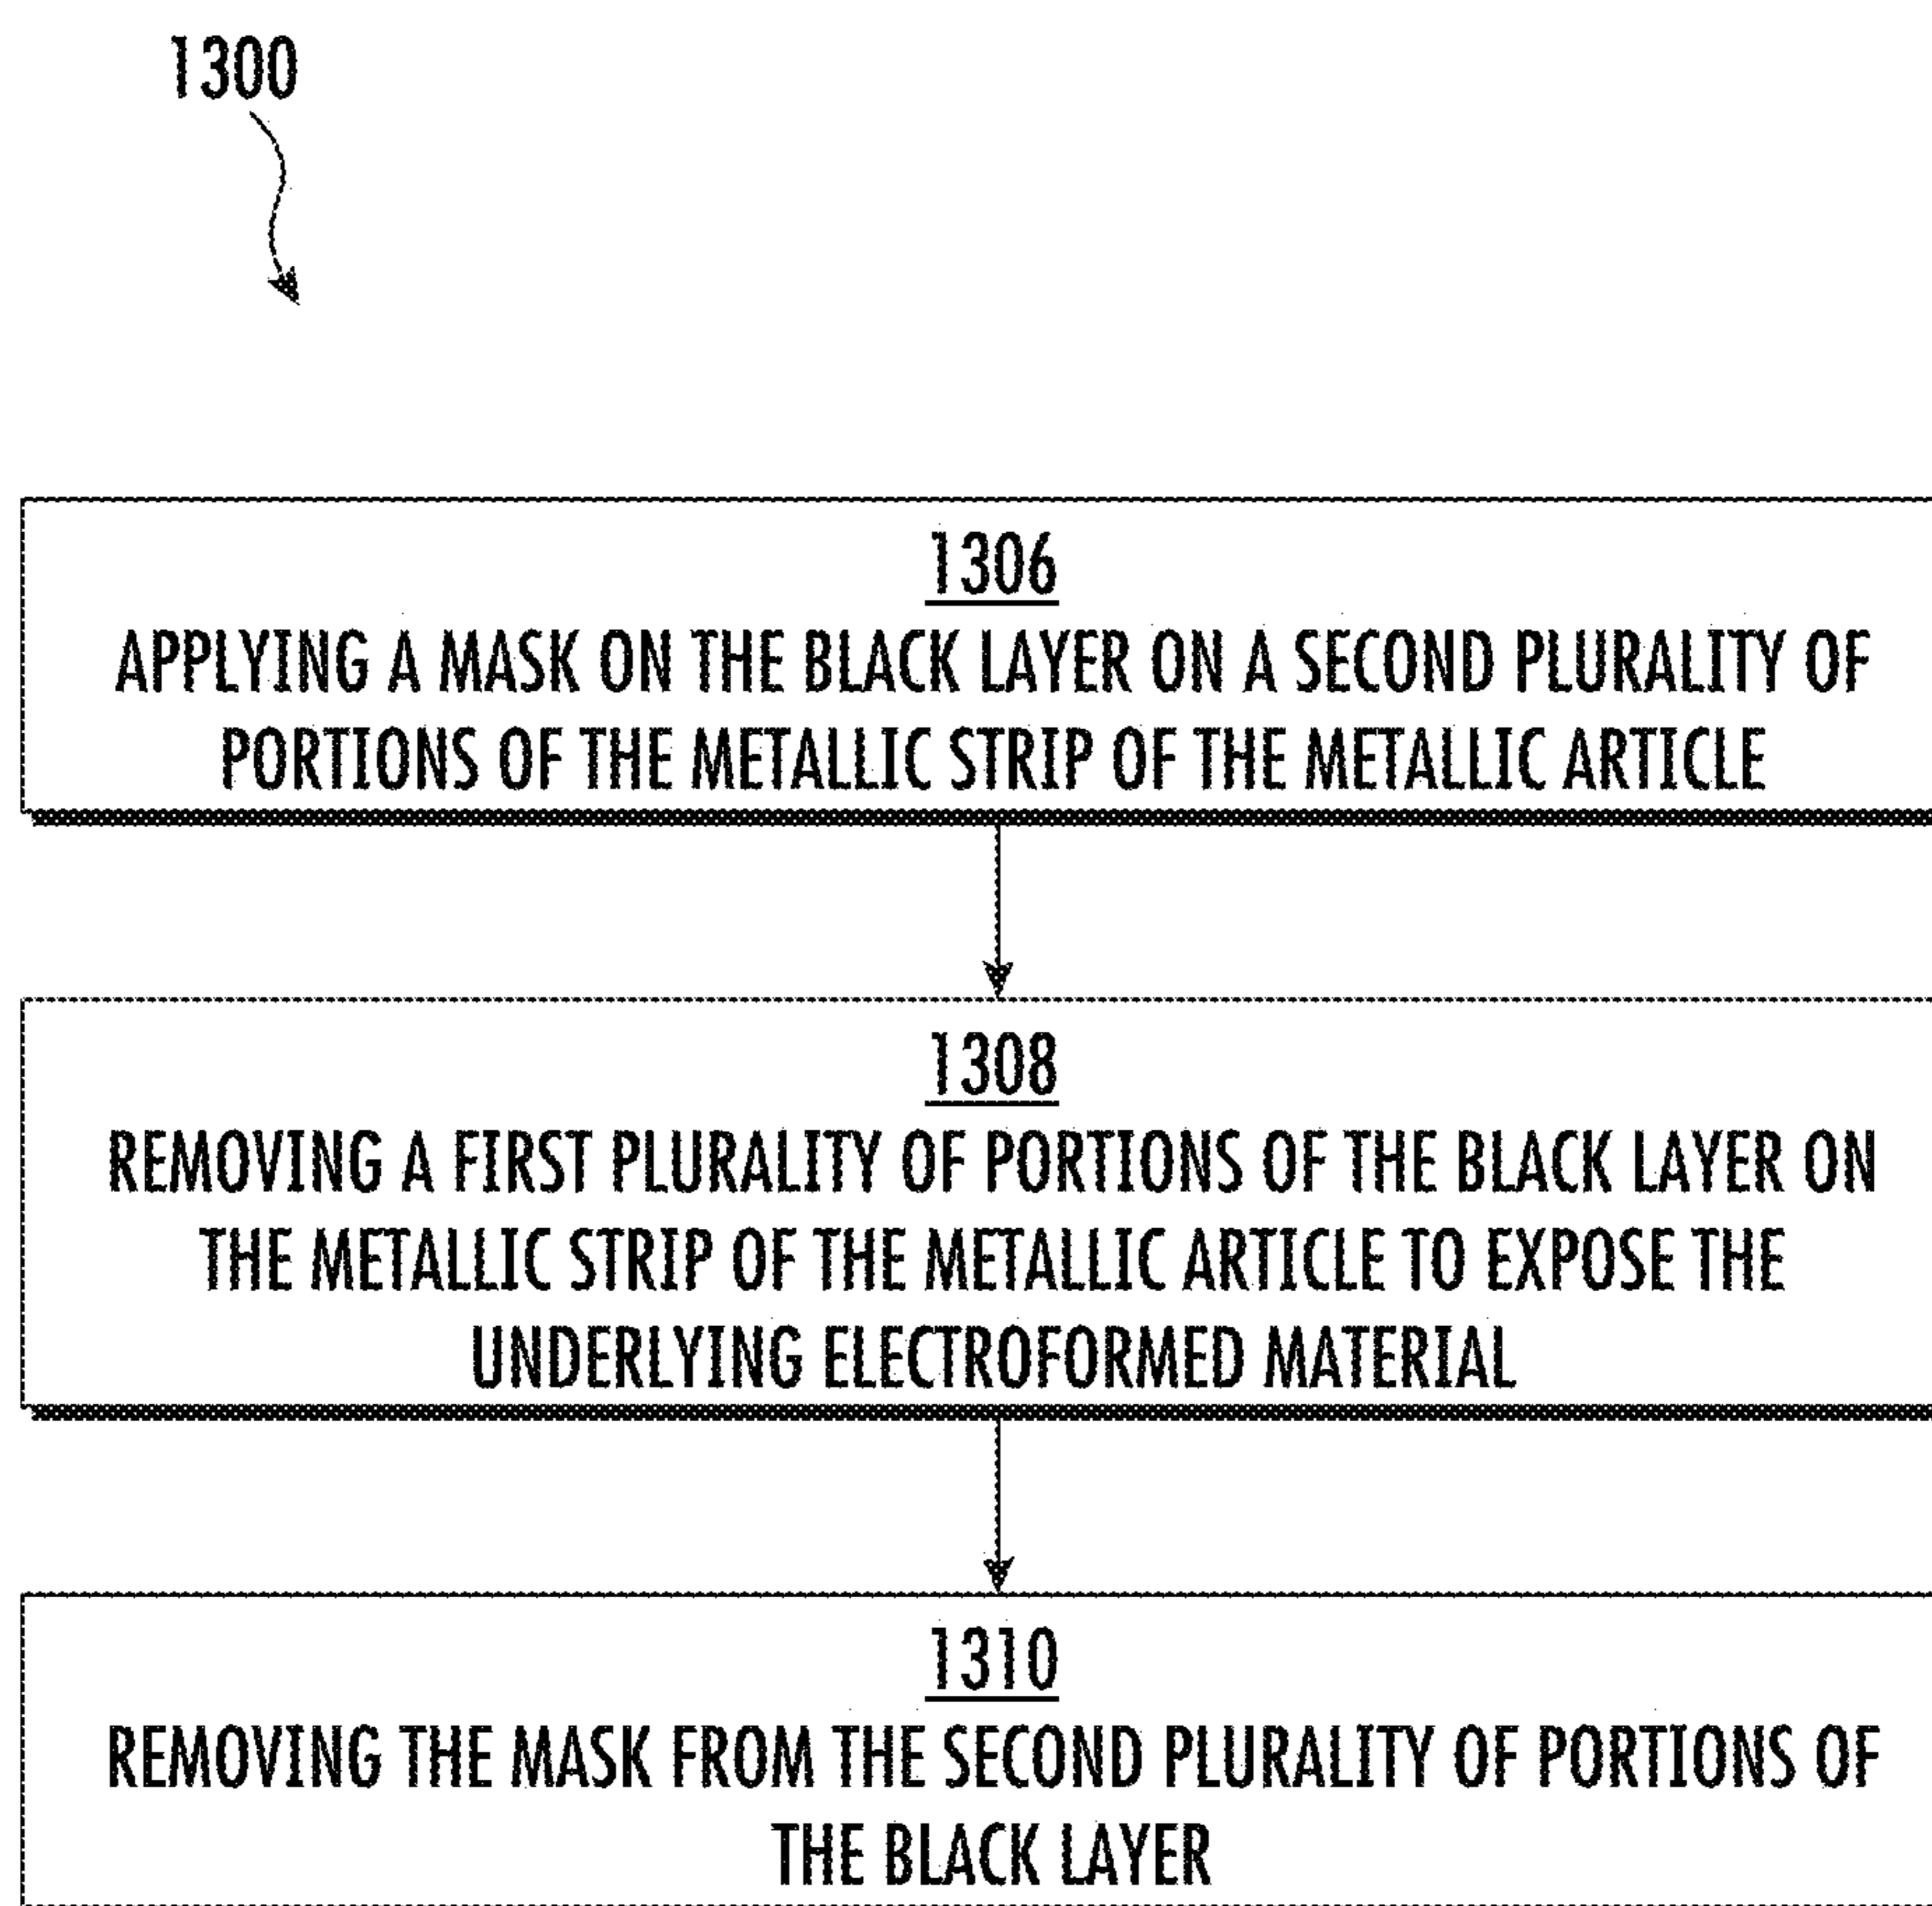 1300
1306
APPLYING A MASK ON THE BLACK LAYER ON A SECOND PLURALITY OF
PORTIONS OF THE METALLIC STRIP OF THE METALLIC ARTICLE
1308
REMOVING A FIRST PLURALITY OF PORTIONS OF THE BLACK LAYER ON
THE METALLIC STRIP OF THE METALLIC ARTICLE TO EXPOSE THE
UNDERLYING ELECTROFORMED MATERIAL
1310
REMOVING THE MASK FROM THE SECOND PLURALITY OF PORTIONS OF
THE BLACK LAYER